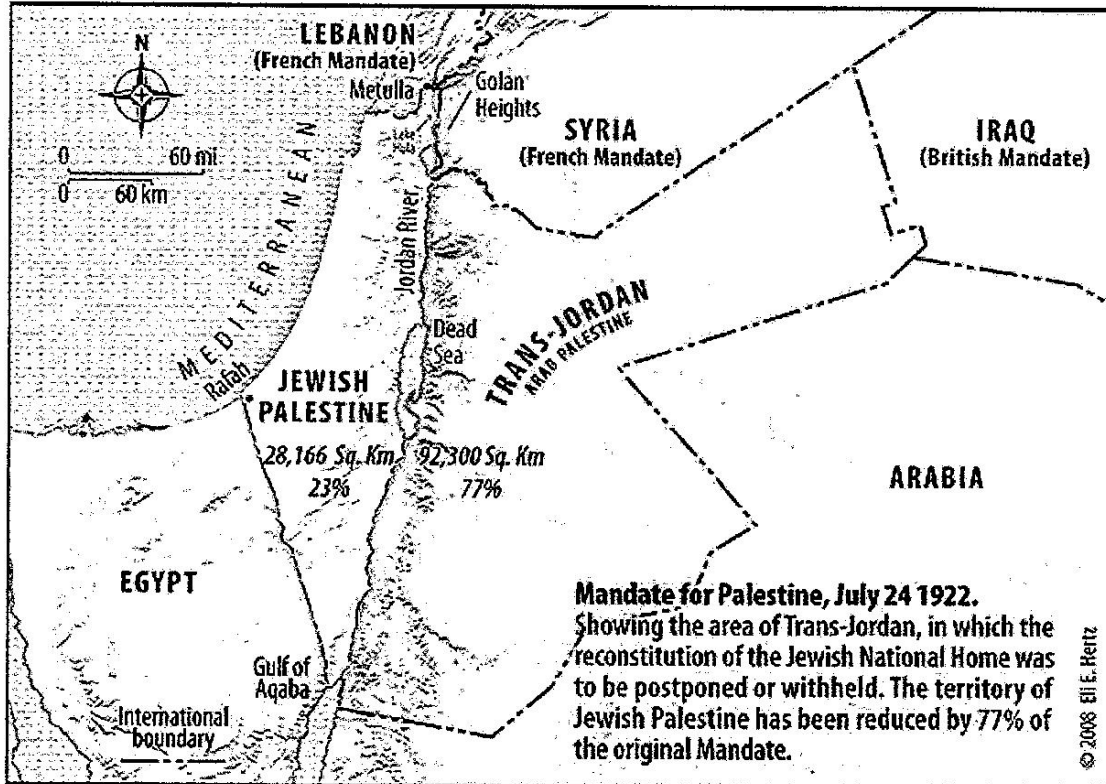 N
LEBANON
(French Mandate)
Metulla
Golan
Heights
SYRIA
(French Mandate)
IRAQ
(British Mandate)
0 60 mi
0 60 km
MEDITERRANEAN
Jordan River
Rafah
Dead
Sea
TRANS-JORDAN
ARAB PALESTINE
JEWISH
PALESTINE
28,166 Sq. Km
23%
92,300 Sq. Km
77%
ARABIA
EGYPT
Gulf of
Aqaba
International
boundary
Mandate for Palestine, July 24 1922.
Showing the area of Trans-Jordan, in which the
reconstitution of the Jewish National Home was
to be postponed or withheld. The territory of
Jewish Palestine has been reduced by 77% of
the original Mandate.
© 2008 Eli E. Hertz